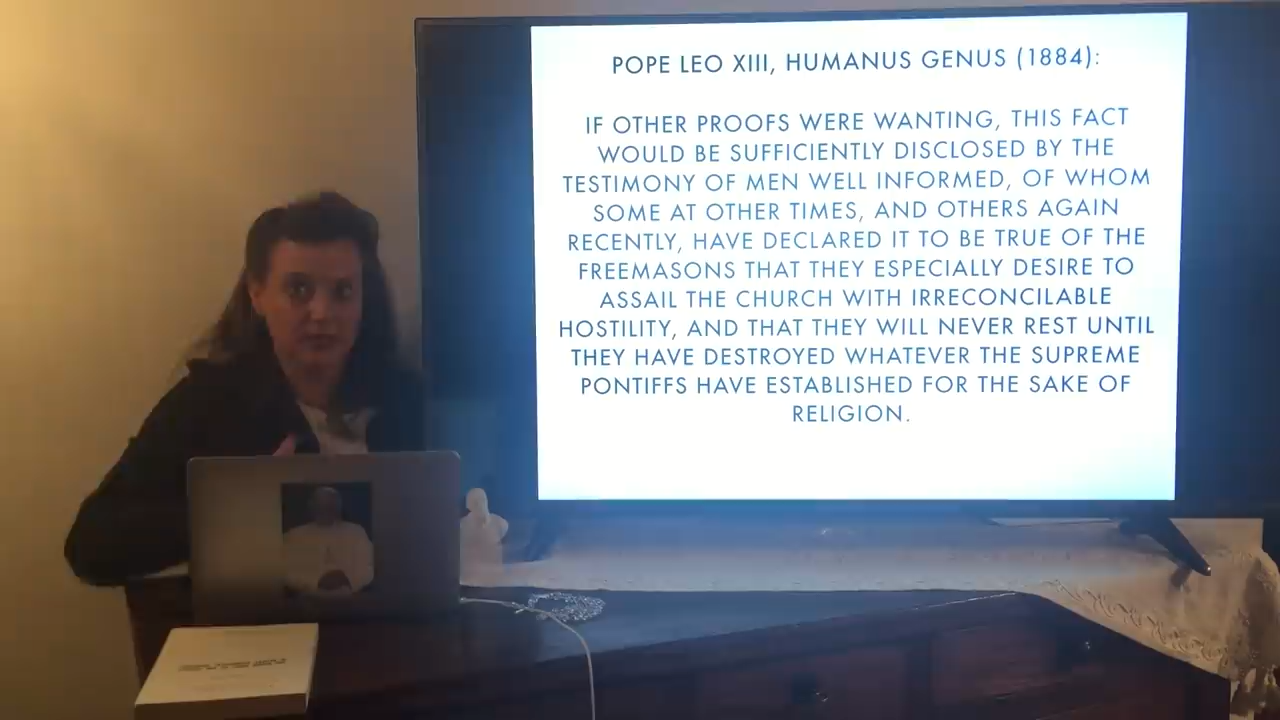 POPE LEO XIII, HUMANUS GENUS (1884):
IF OTHER PROOFS WERE WANTING, THIS FACT
WOULD BE SUFFICIENTLY DISCLOSED BY THE
TESTIMONY OF MEN WELL INFORMED, OF WHOM
SOME AT OTHER TIMES, AND OTHERS AGAIN
RECENTLY, HAVE DECLARED IT TO BE TRUE OF THE
FREEMASONS THAT THEY ESPECIALLY DESIRE TO
ASSAIL THE CHURCH WITH IRRECONCILABLE
HOSTILITY, AND THAT THEY WILL NEVER REST UNTIL
THEY HAVE DESTROYED WHATEVER THE SUPREME
PONTIFFS HAVE ESTABLISHED FOR THE SAKE OF
RELIGION.